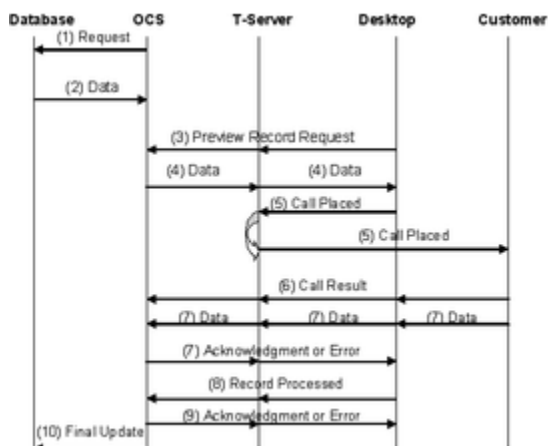 Database OCS T-Server Desktop Customer
(1) Request
(2) Data
(3) Preview Record Request
(4) Data (4) Data
(5) Call Placed
(5) Call Placed
(6) Call Result
(7) Data (7) Data (7) Data
(7) Acknowledgment or Error
(8) Record Processed
(9) Acknowledgment or Error
(10) Final Update